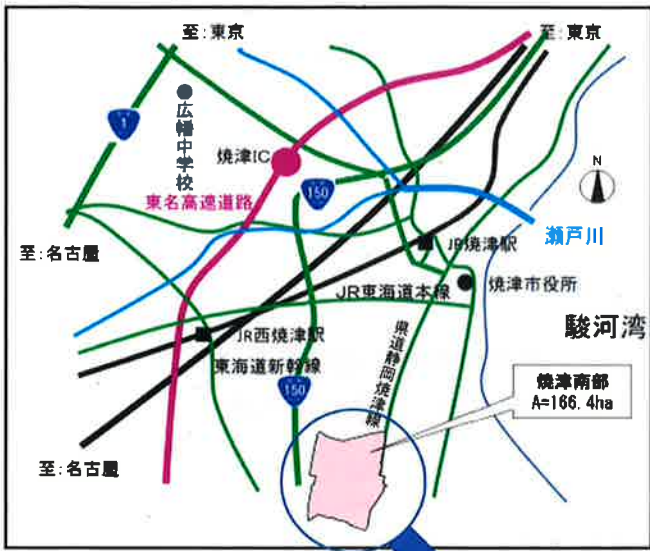 至:東京
至:東京
1
広幡中学校
焼津IC
150
N
東名高速道路
瀬戸川
至:名古屋
JR焼津駅
焼津市役所
JR東海道本線
駿河湾
JR西焼津駅
県道静岡焼津線
東海道新幹線
焼津南部
A=166.4ha
150
至:名古屋